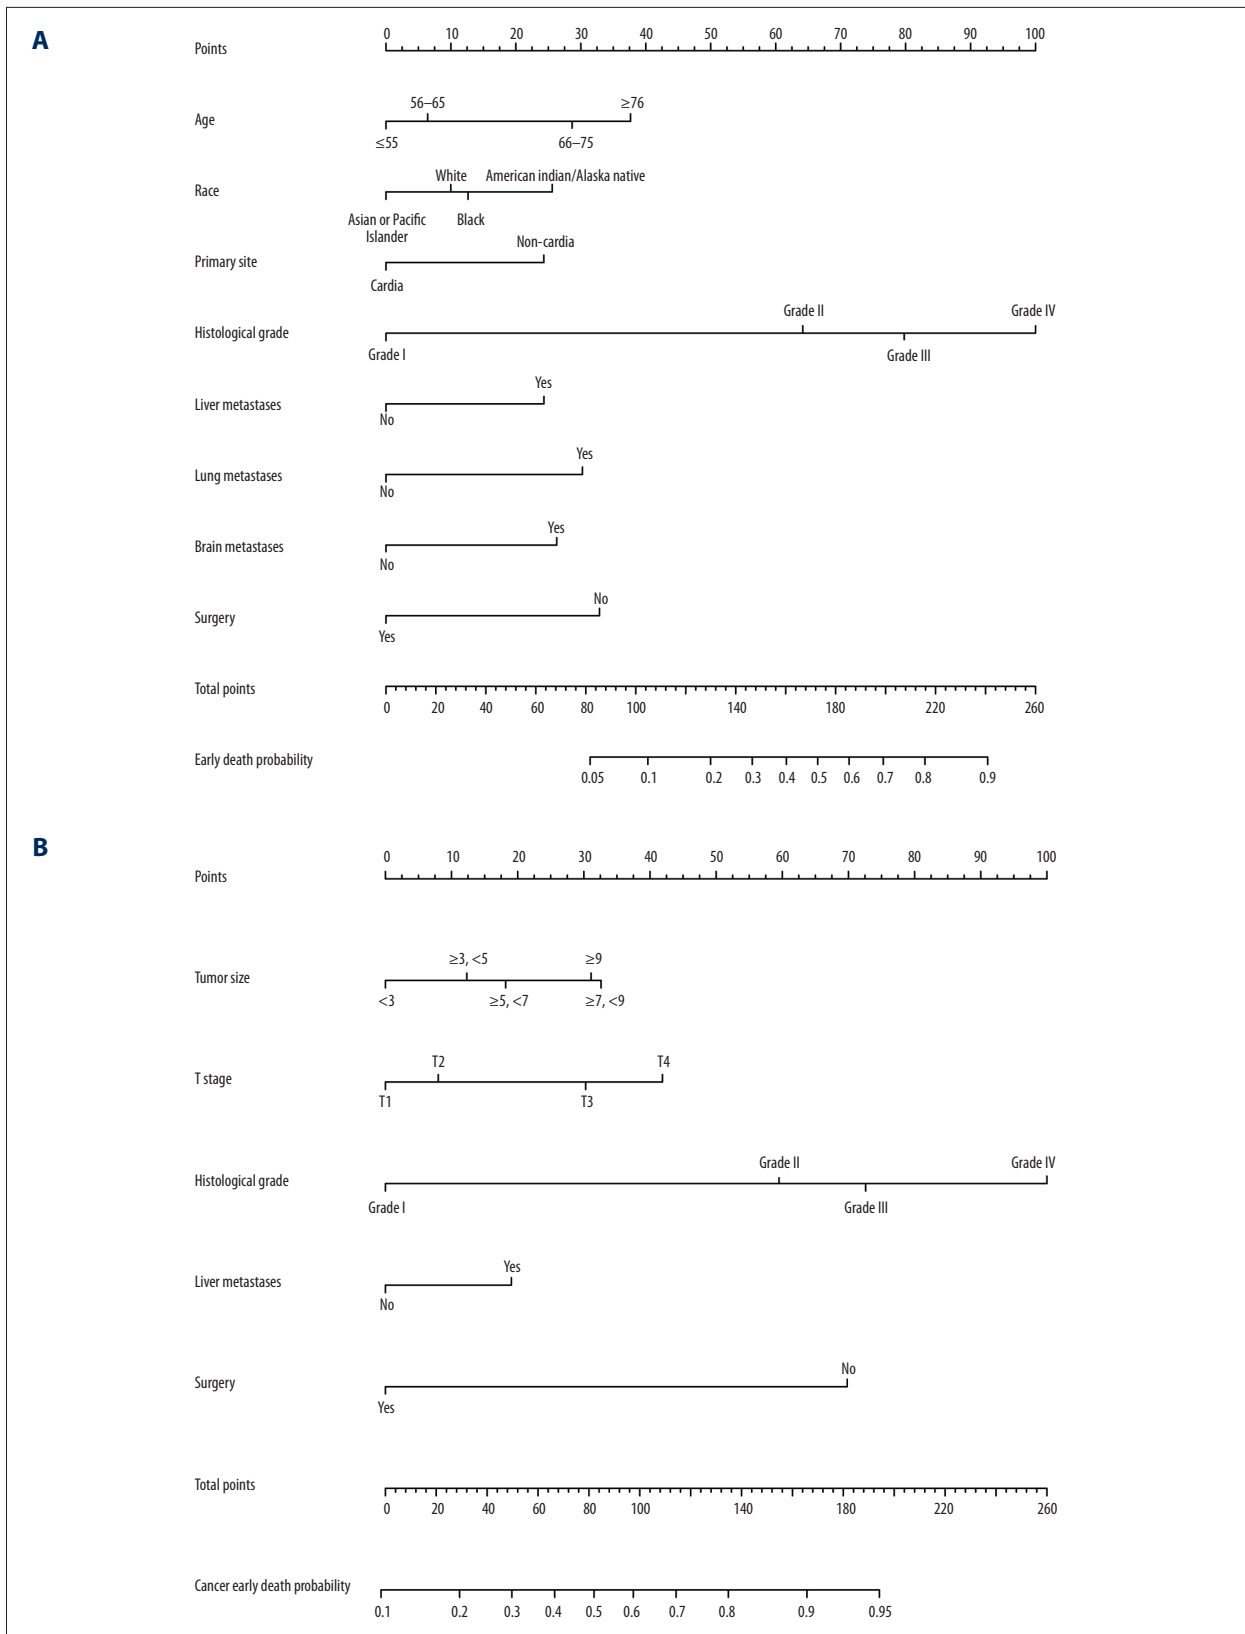 A
Points
0 10 20 30 40 50 60 70 80 90 100
56–65 ≥76
Age
≤55 66–75
White American indian/Alaska native
Race
Asian or Pacific Black
Islander
Non-cardia
Primary site
Cardia
Grade II Grade IV
Histological grade
Grade I Grade III
Yes
Liver metastases
No
Yes
Lung metastases
No
Yes
Brain metastases
No
No
Surgery
Yes
Total points
0 20 40 60 80 100 140 180 220 260
Early death probability
0.05 0.1 0.2 0.3 0.4 0.5 0.6 0.7 0.8 0.9
B
0 10 20 30 40 50 60 70 80 90 100
Points
≥3, <5 ≥9
Tumor size
<3 ≥5, <7 ≥7, <9
T2 T4
T stage
T1 T3
Grade II Grade IV
Histological grade
Grade I Grade III
Yes
Liver metastases
No
No
Surgery
Yes
Total points
0 20 40 60 80 100 140 180 220 260
Cancer early death probability
0.1 0.2 0.3 0.4 0.5 0.6 0.7 0.8 0.9 0.95